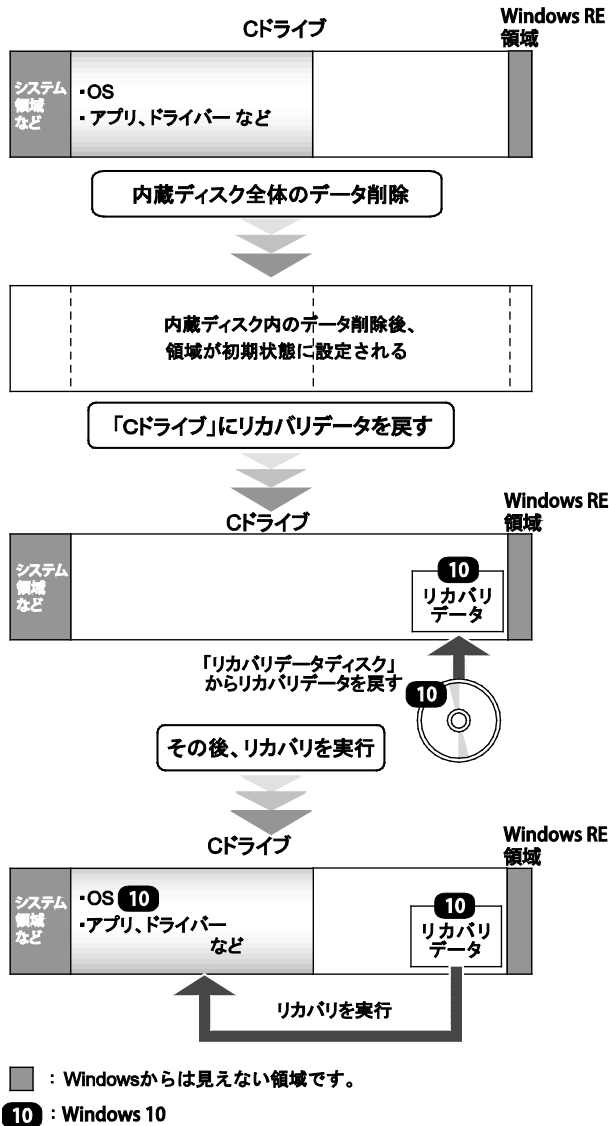 Cドライブ
Windows RE
領域
システム
領域
など
・OS
・アプリ、ドライバー など
内蔵ディスク全体のデータ削除
内蔵ディスク内のデータ削除後、
領域が初期状態に設定される
「Cドライブ」にリカバリデータを戻す
Cドライブ
Windows RE
領域
システム
領域
など
10
リカバリ
データ
「リカバリデータディスク」
からリカバリデータを戻す
10
その後、リカバリを実行
Cドライブ
Windows RE
領域
システム
領域
など
・OS 10
・アプリ、ドライバー
など
10
リカバリ
データ
リカバリを実行
：Windowsからは見えない領域です。
10：Windows 10